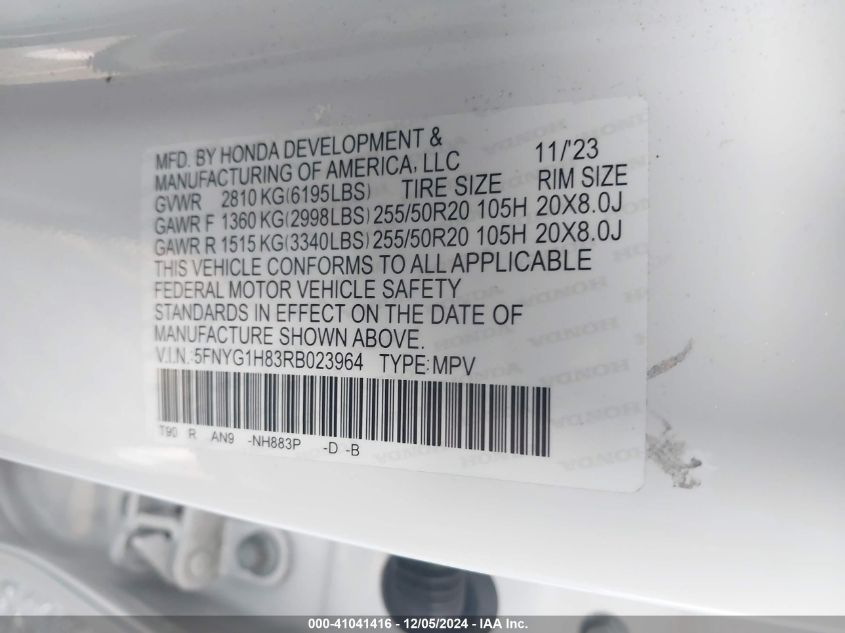 MFD. BY HONDA DEVELOPMENT &
MANUFACTURING OF AMERICA, LLC 11/'23
GVWR 2810 KG(6195LBS) TIRE SIZE RIM SIZE
GAWR F 1360 KG(2998LBS) 255/50R20 105H 20X8.0J
GAWR R 1515 KG(3340LBS) 255/50R20 105H 20X8.0J
THIS VEHICLE CONFORMS TO ALL APPLICABLE
FEDERAL MOTOR VEHICLE SAFETY
STANDARDS IN EFFECT ON THE DATE OF
MANUFACTURE SHOWN ABOVE.
V.I.N.:5FNYG1H83RB023964 TYPE:MPV
T90 R AN9 -NH883P -D -B
000-41041416 - 12/05/2024 - IAA Inc.